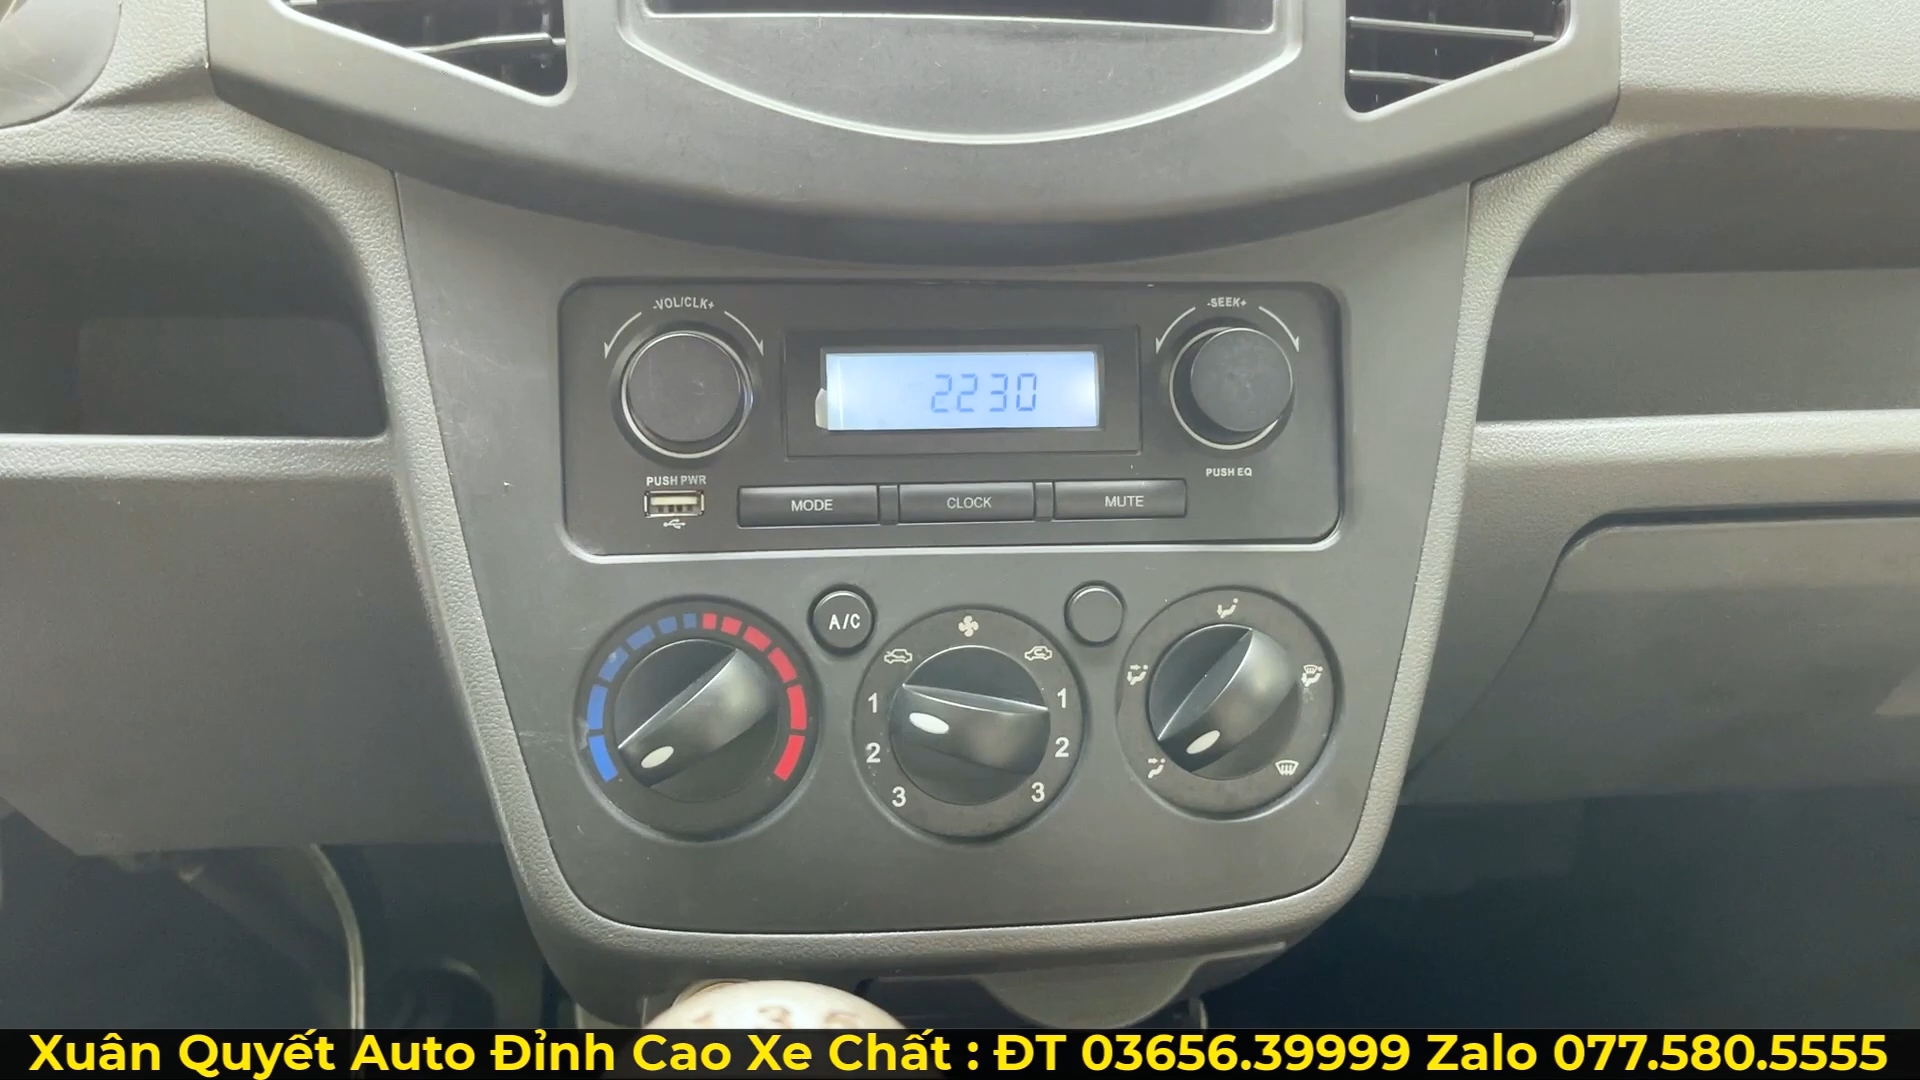 -VOL/CLK+
-SEEK+
2230
PUSH PWR
PUSH EQ
MODE
CLOCK
MUTE
A/C
1
1
2
2
3
3
Xuân Quyết Auto Đỉnh Cao Xe Chất : ĐT 03656.39999 Zalo 077.580.5555